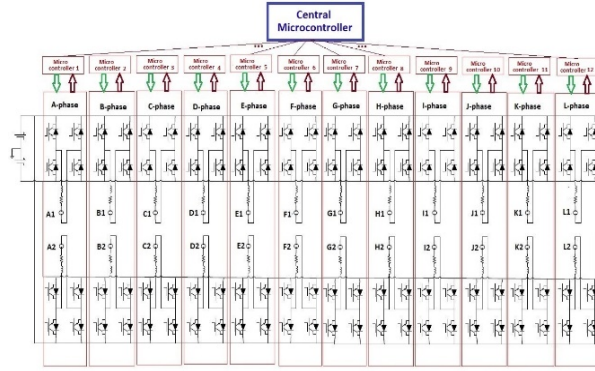 Central
Microcontroller
Micro
controller 1
Micro
controller 2
Micro
controller 3
Micro
controller 4
Micro
controller 5
Micro
controller 6
Micro
controller 7
Micro
controller 8
Micro
controller 9
Micro
controller 10
Micro
controller 11
Micro
controller 12
A-phase
B-phase
C-phase
D-phase
E-phase
F-phase
G-phase
H-phase
I-phase
J-phase
K-phase
L-phase
A1
B1
C1
D1
E1
F1
G1
H1
I1
J1
K1
L1
A2
B2
C2
D2
E2
F2
G2
H2
I2
J2
K2
L2